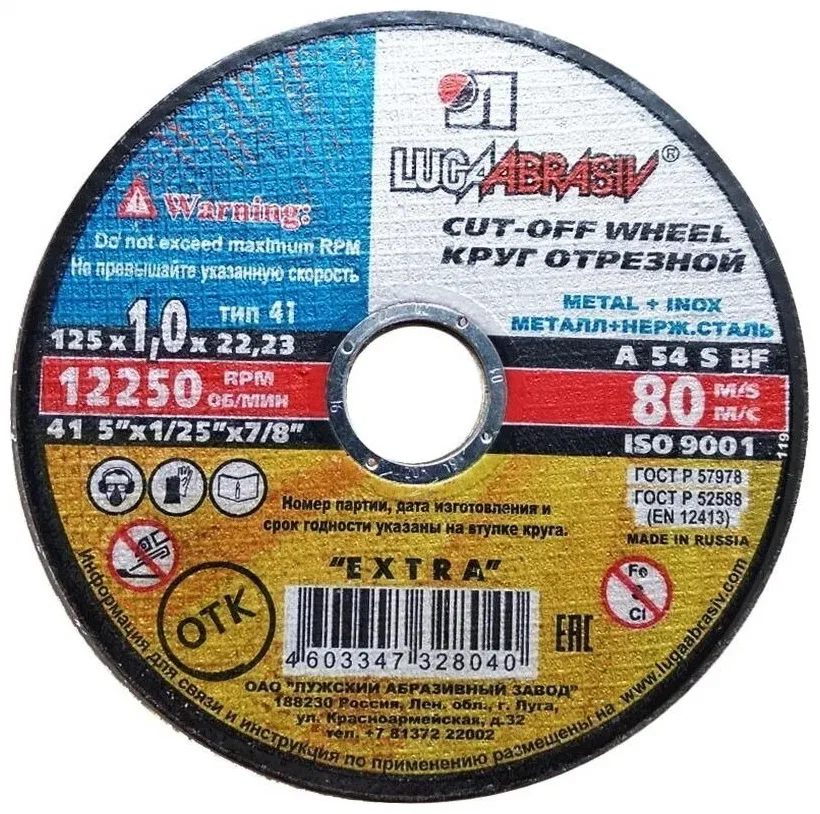 LUGAABRASIV®
CUT-OFF WHEEL
КРУГ ОТРЕЗНОЙ
METAL + INOX
МЕТАЛЛ+НЕРЖ.СТАЛЬ
Warning:
Do not exceed maximum RPM
Не превышайте указанную скорость
тип 41
125 x 1,0 x 22,23
A 54 S BF
12250 RPM ОБ/МИН
80 M/S М/С
41 5"x1/25"x7/8"
ISO 9001
119
ГОСТ Р 57978
ГОСТ Р 52588
(EN 12413)
MADE IN RUSSIA
Номер партии, дата изготовления и
срок годности указаны на втулке круга.
"EXTRA"
Fe
S
Cl
ОТК
4 603347 328040
EAC
ОАО "ЛУЖСКИЙ АБРАЗИВНЫЙ ЗАВОД"
188230 Россия, Лен. обл., г. Луга,
ул. Красноармейская, д.32
тел. +7 81372 22002
Информация для связи и инструкция по применению размещены на www.lugaabrasiv.com